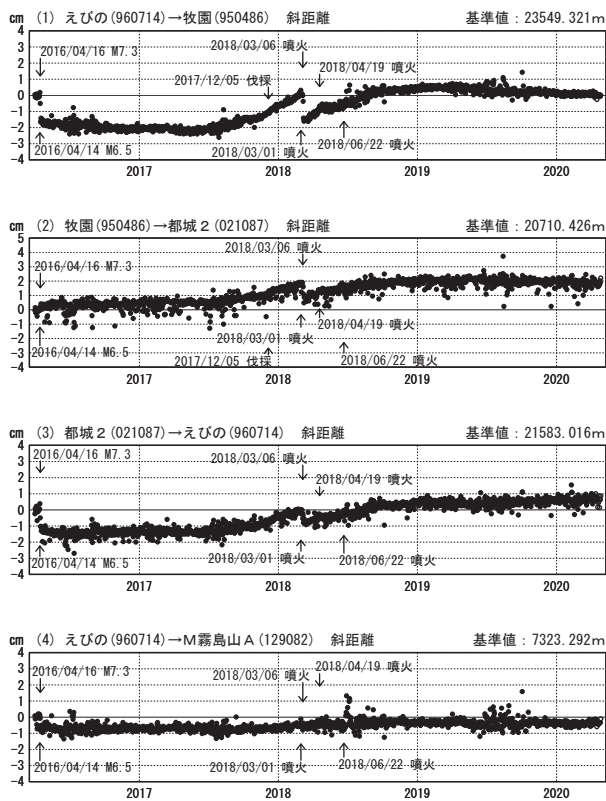 cm (1) えびの(960714)→牧園(950486) 斜距離 基準値：23549.321m
4
3
2
1
0
-1
-2
-3
-4
2016/04/16 M7.3
2018/03/06 噴火
2018/04/19 噴火
2017/12/05 伐採
2016/04/14 M6.5
2018/03/01 噴火
2018/06/22 噴火
2017 2018 2019 2020
cm (2) 牧園(950486)→都城２(021087) 斜距離 基準値：20710.426m
5
4
3
2
1
0
-1
-2
-3
-4
2018/03/06 噴火
2016/04/16 M7.3
2018/03/01 噴火
2018/04/19 噴火
2016/04/14 M6.5
2017/12/05 伐採
2018/06/22 噴火
2017 2018 2019 2020
cm (3) 都城２(021087)→えびの(960714) 斜距離 基準値：21583.016m
4
3
2
1
0
-1
-2
-3
-4
2016/04/16 M7.3
2018/03/06 噴火
2018/04/19 噴火
2016/04/14 M6.5
2018/03/01 噴火
2018/06/22 噴火
2017 2018 2019 2020
cm (4) えびの(960714)→Ｍ霧島山Ａ(129082) 斜距離 基準値：7323.292m
4
3
2
1
0
-1
-2
-3
-4
2016/04/16 M7.3
2018/03/06 噴火
2018/04/19 噴火
2016/04/14 M6.5
2018/03/01 噴火
2018/06/22 噴火
2017 2018 2019 2020